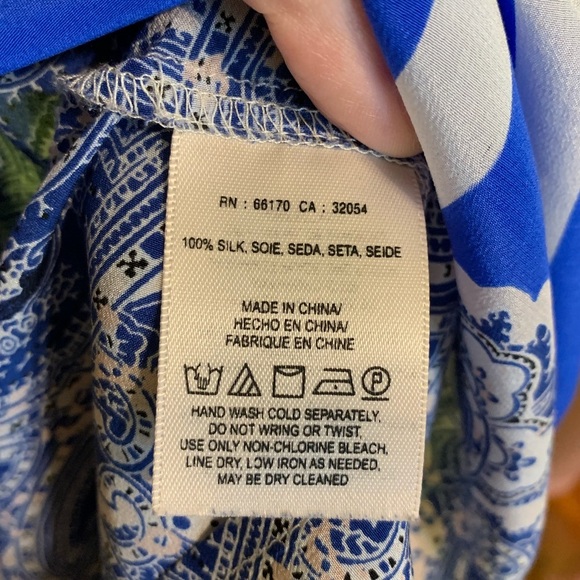 RN : 66170 CA : 32054
100% SILK, SOIE, SEDA, SETA, SEIDE
MADE IN CHINA/
HECHO EN CHINA/
FABRIQUE EN CHINE
P
HAND WASH COLD SEPARATELY,
DO NOT WRING OR TWIST,
USE ONLY NON-CHLORINE BLEACH,
LINE DRY, LOW IRON AS NEEDED,
MAY BE DRY CLEANED